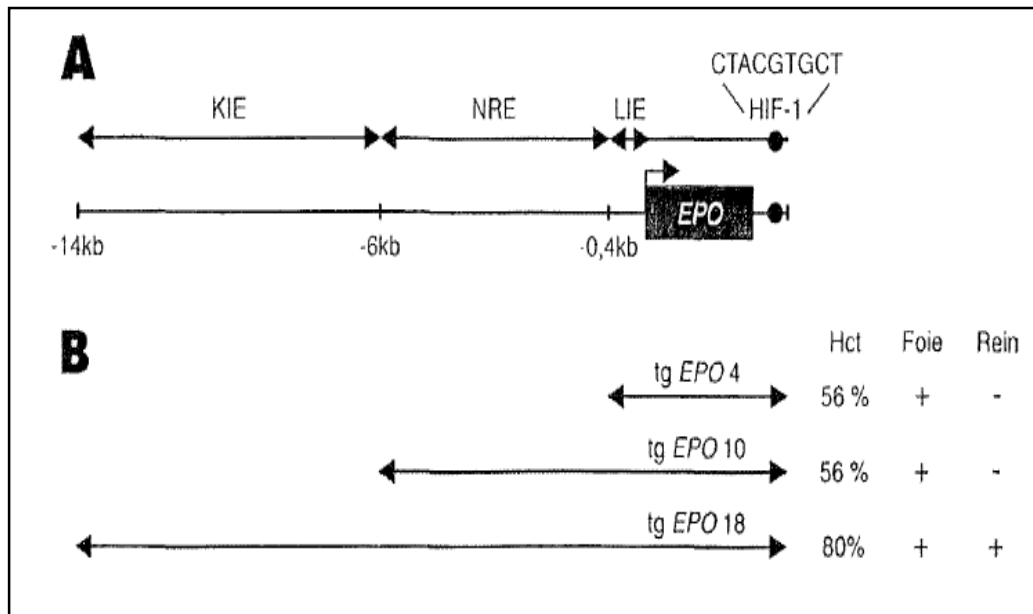 A
CTACGTGCT
KIE NRE LIE HIF-1
EPO
-14kb -6kb -0,4kb
B
Hct Foie Rein
tg EPO 4 56 % + -
tg EPO 10 56 % + -
tg EPO 18 80% + +